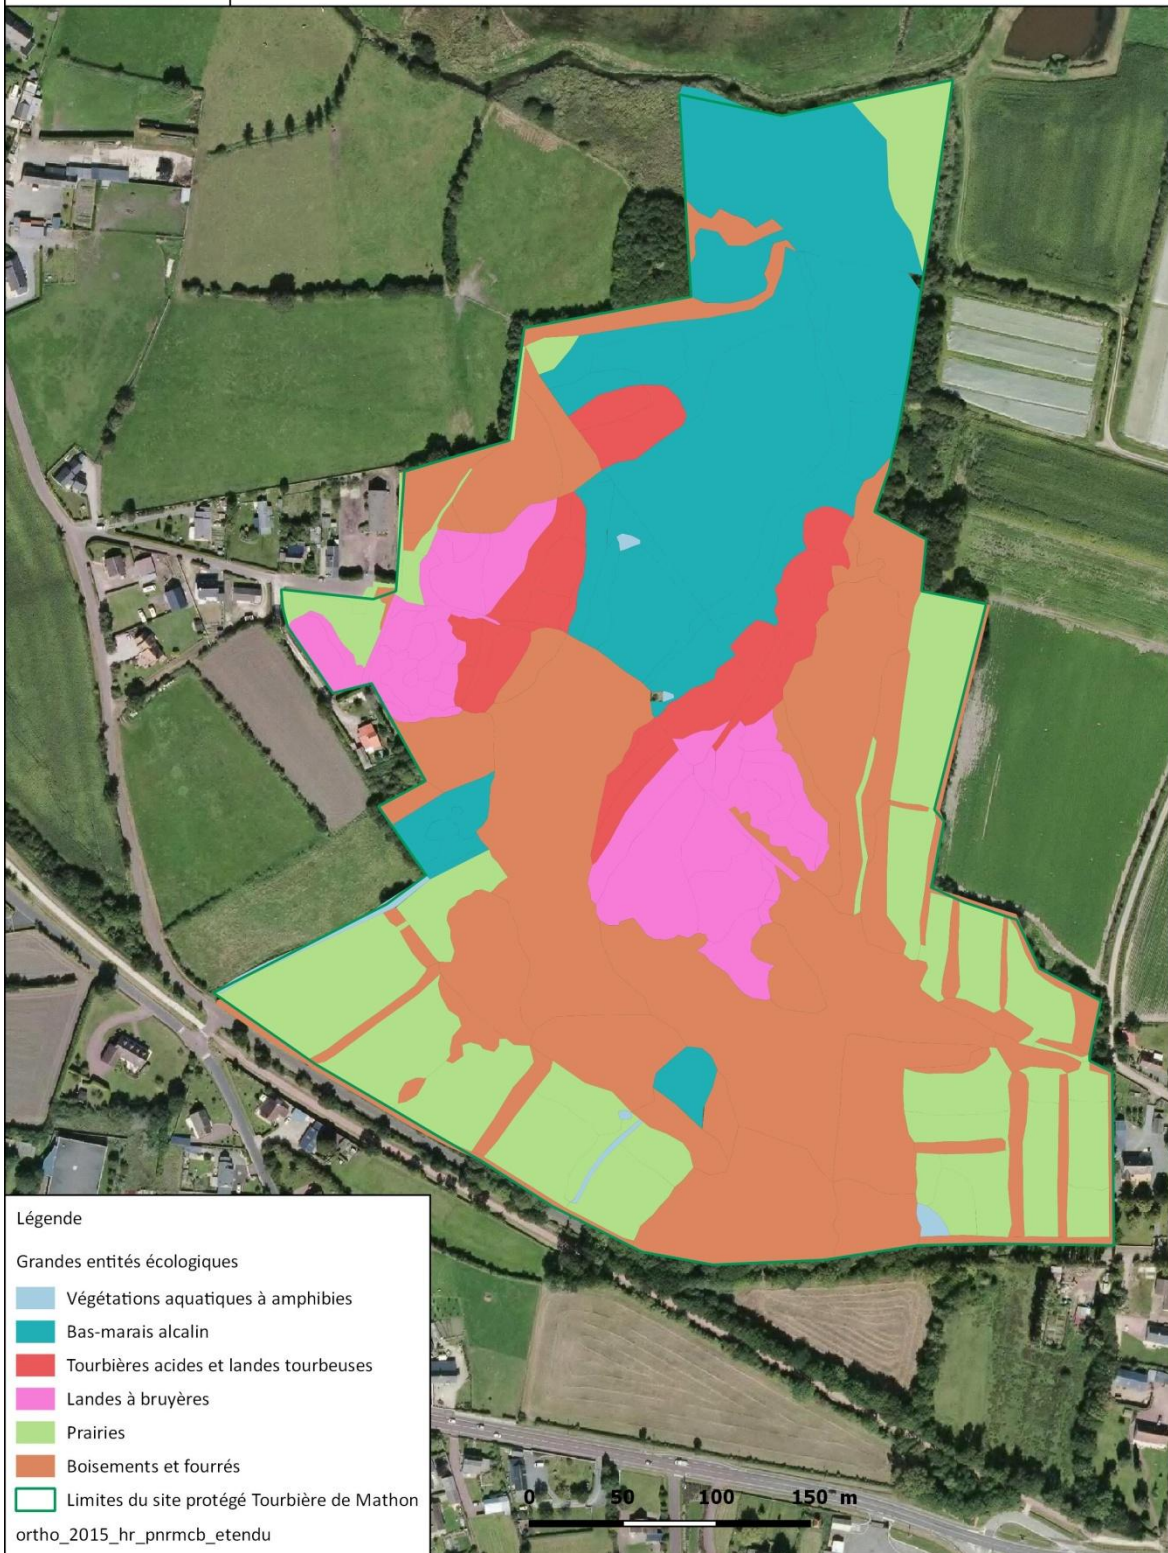 Légende
Grandes entités écologiques
Végétations aquatiques à amphibies
Bas-marais alcalin
Tourbières acides et landes tourbeuses
Landes à bruyères
Prairies
Boisements et fourrés
Limites du site protégé Tourbière de Mathon
ortho_2015_hr_pnrmcb_etendu
0 50 100 150 m